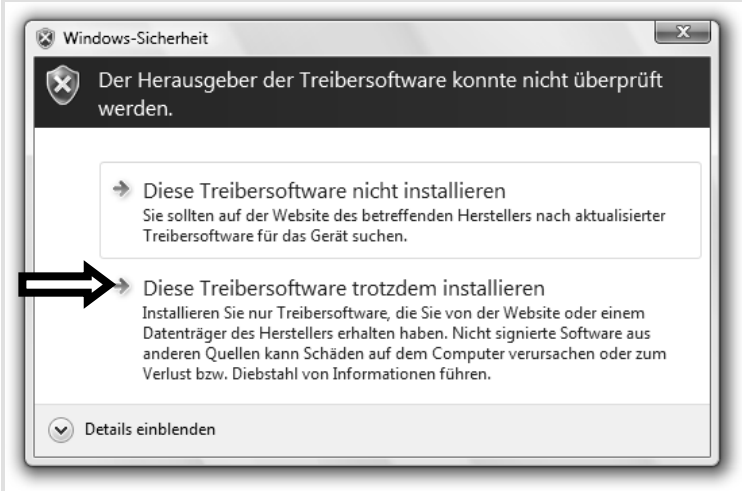 Windows-Sicherheit
x
Der Herausgeber der Treibersoftware konnte nicht überprüft
werden.
Diese Treibersoftware nicht installieren
Sie sollten auf der Website des betreffenden Herstellers nach aktualisierter
Treibersoftware für das Gerät suchen.
Diese Treibersoftware trotzdem installieren
Installieren Sie nur Treibersoftware, die Sie von der Website oder einem
Datenträger des Herstellers erhalten haben. Nicht signierte Software aus
anderen Quellen kann Schäden auf dem Computer verursachen oder zum
Verlust bzw. Diebstahl von Informationen führen.
Details einblenden